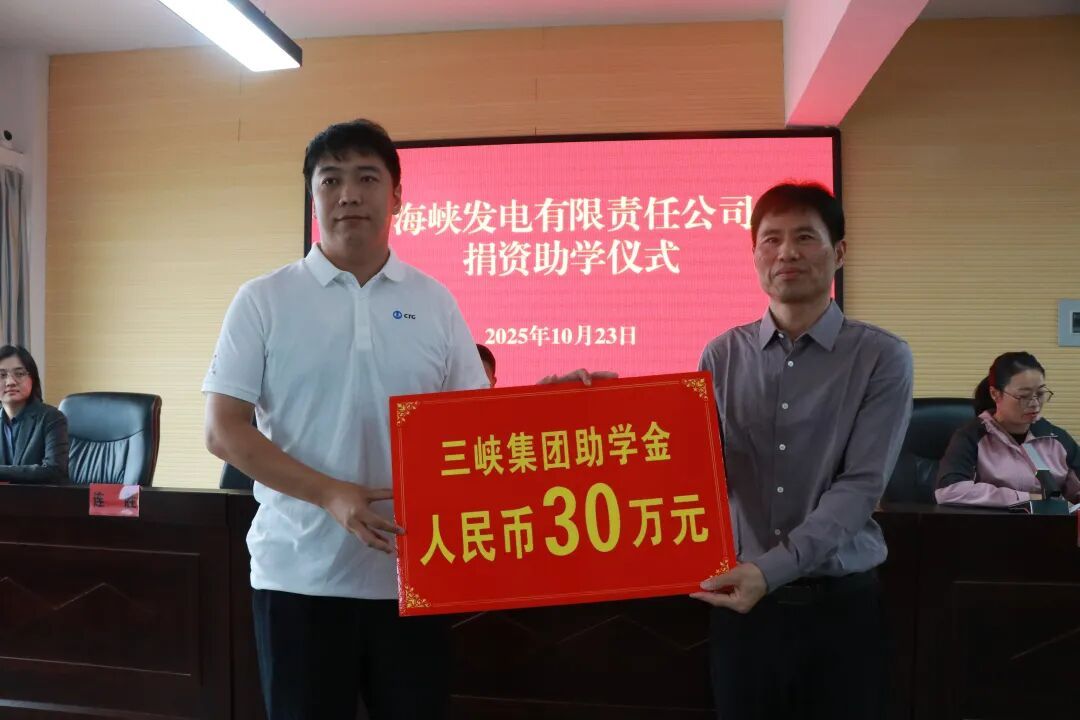 海峡发电有限责任公司
捐资助学仪式
2025年10月23日
CTG
三峡集团助学金
人民币30万元